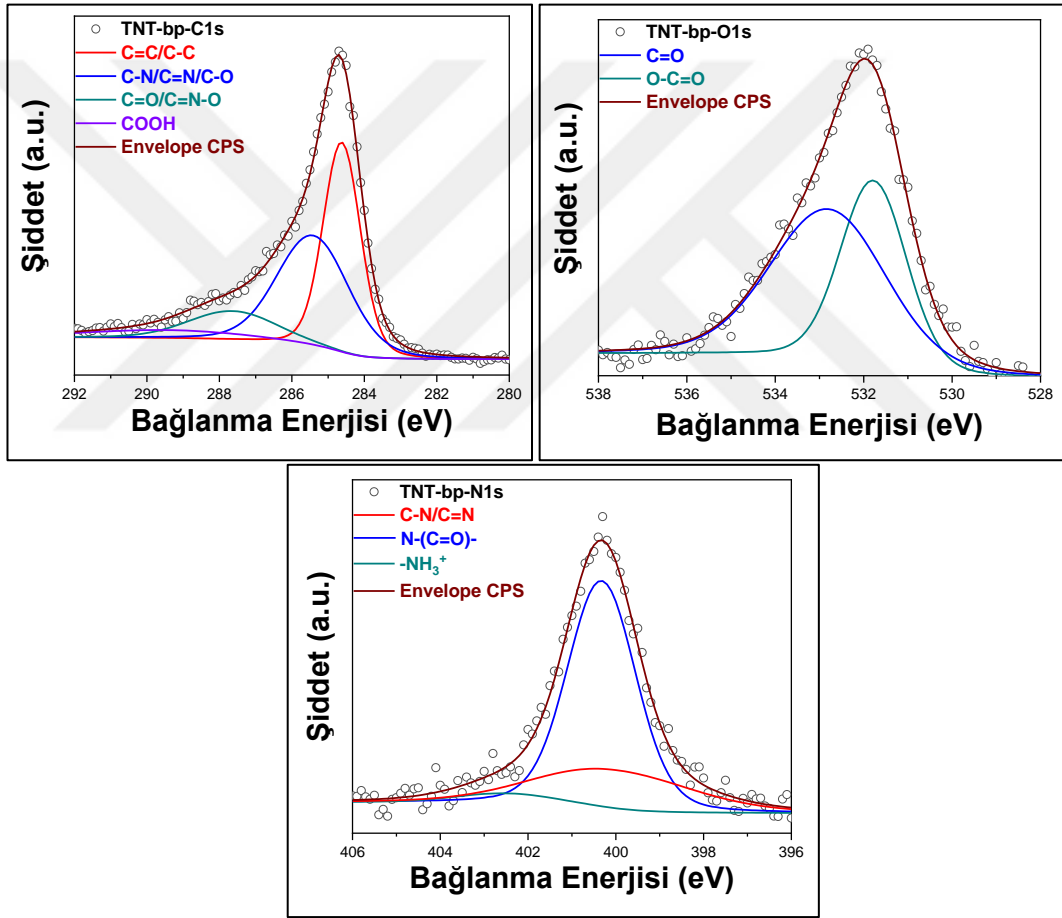 TNT-bp-C1s
C=C/C-C
C-N/C=N/C-O
C=O/C=N-O
COOH
Envelope CPS
Şiddet (a.u.)
292 290 288 286 284 282 280
Bağlanma Enerjisi (eV)
TNT-bp-O1s
C=O
O-C=O
Envelope CPS
Şiddet (a.u.)
538 536 534 532 530 528
Bağlanma Enerjisi (eV)
TNT-bp-N1s
C-N/C=N
N-(C=O)-
-NH₃⁺
Envelope CPS
Şiddet (a.u.)
406 404 402 400 398 396
Bağlanma Enerjisi (eV)